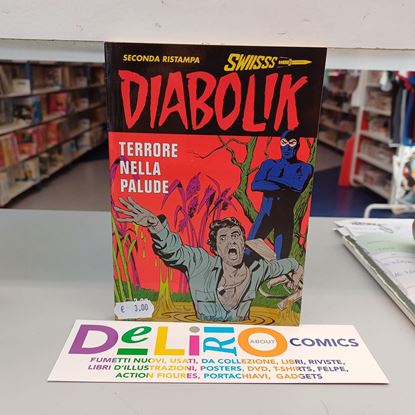 SECONDA RISTAMPA
SWIISSS
DIABOLIK
TERRORE
NELLA
PALUDE
€ 3,00
DeLiRiO ABOUT COMICS
FUMETTI NUOVI, USATI, DA COLLEZIONE, LIBRI, RIVISTE,
LIBRI D'ILLUSTRAZIONI, POSTERS, DVD, T-SHIRTS, FELPE,
ACTION FIGURES, PORTACHIAVI, GADGETS